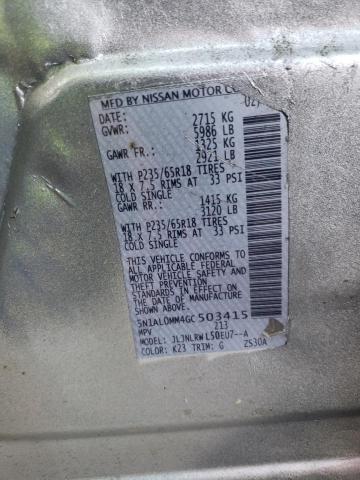 MFD BY NISSAN MOTOR CO
DATE: 02/
GVWR: 2715 KG
5986 LB
GAWR FR.: 1325 KG
2921 LB
WITH P235/65R18 TIRES
18 X 7.5 RIMS AT 33 PSI
COLD SINGLE
GAWR RR.: 1415 KG
3120 LB
WITH P235/65R18 TIRES
18 X 7.5 RIMS AT 33 PSI
COLD SINGLE
THIS VEHICLE CONFORMS TO
ALL APPLICABLE FEDERAL
MOTOR VEHICLE SAFETY AND
THEFT PREVENTION STANDARDS
IN EFFECT ON THE DATE OF
MANUFACTURE SHOWN ABOVE.
5N1AL0MM4GC503415
MPV 213
MODEL: JLJNLRWL50EU7--A
COLOR: K23 TRIM: G ZS30A